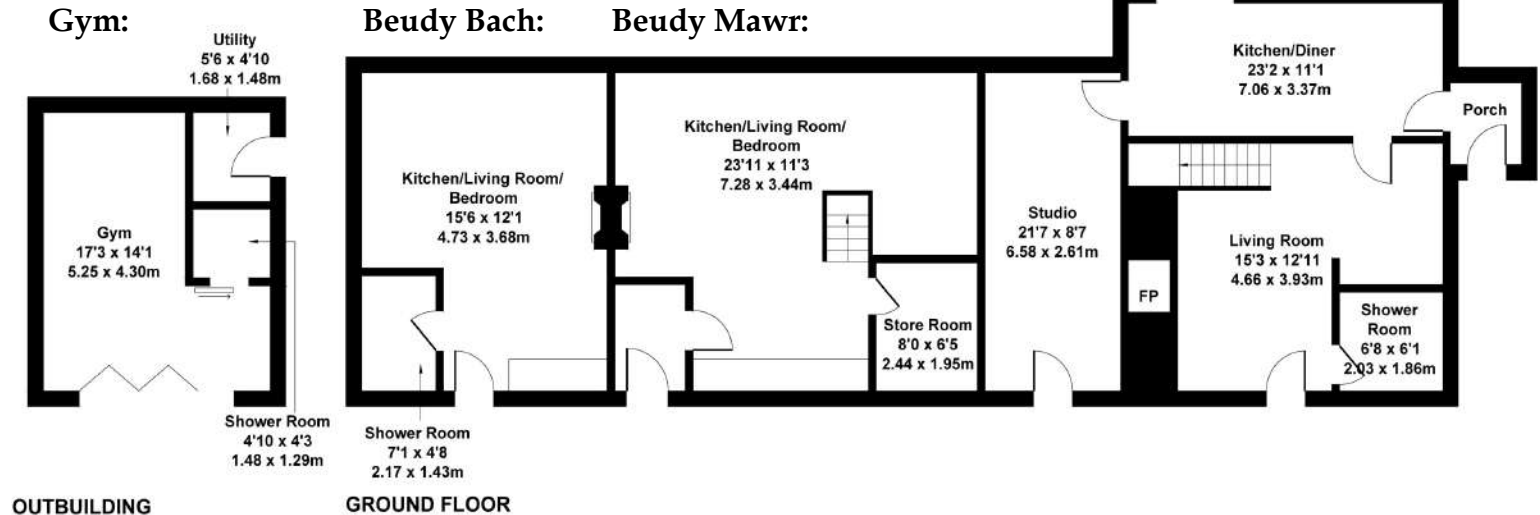 Gym:
Beudy Bach:
Beudy Mawr:
Utility
5'6 x 4'10
1.68 x 1.48m
Gym
17'3 x 14'1
5.25 x 4.30m
Shower Room
4'10 x 4'3
1.48 x 1.29m
OUTBUILDING
Kitchen/Living Room/
Bedroom
15'6 x 12'1
4.73 x 3.68m
Shower Room
7'1 x 4'8
2.17 x 1.43m
GROUND FLOOR
Kitchen/Living Room/
Bedroom
23'11 x 11'3
7.28 x 3.44m
Store Room
8'0 x 6'5
2.44 x 1.95m
Studio
21'7 x 8'7
6.58 x 2.61m
Kitchen/Diner
23'2 x 11'1
7.06 x 3.37m
Porch
FP
Living Room
15'3 x 12'11
4.66 x 3.93m
Shower
Room
6'8 x 6'1
2.03 x 1.86m